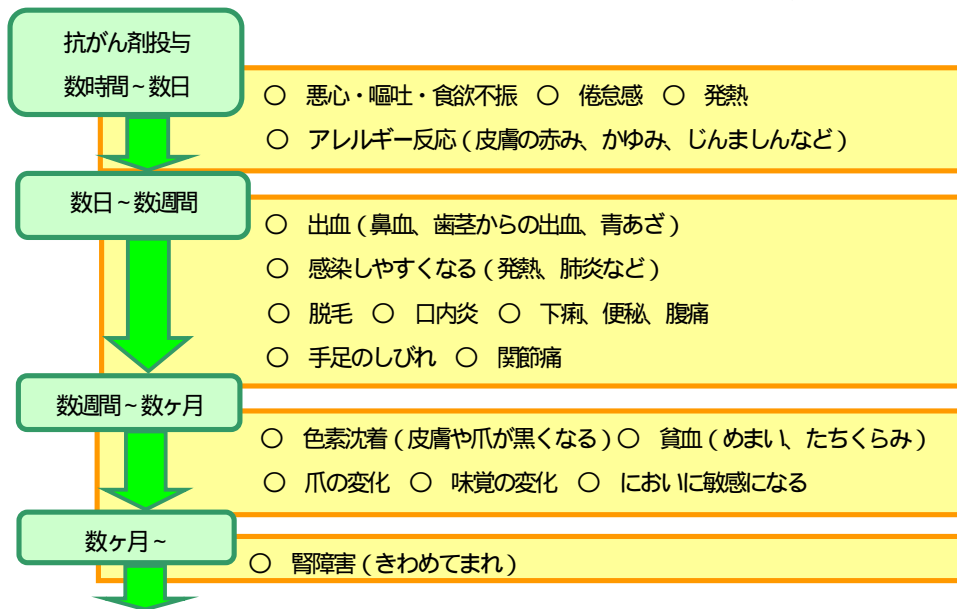 抗がん剤投与
数時間～数日
○ 悪心・嘔吐・食欲不振 ○ 倦怠感 ○ 発熱
○ アレルギー反応（皮膚の赤み、かゆみ、じんましんなど）
数日～数週間
○ 出血（鼻血、歯茎からの出血、青あざ）
○ 感染しやすくなる（発熱、肺炎など）
○ 脱毛 ○ 口内炎 ○ 下痢、便秘、腹痛
○ 手足のしびれ ○ 関節痛
数週間～数ヶ月
○ 色素沈着（皮膚や爪が黒くなる）○ 貧血（めまい、たちくらみ）
○ 爪の変化 ○ 味覚の変化 ○ においに敏感になる
数ヶ月～
○ 腎障害（きわめてまれ）